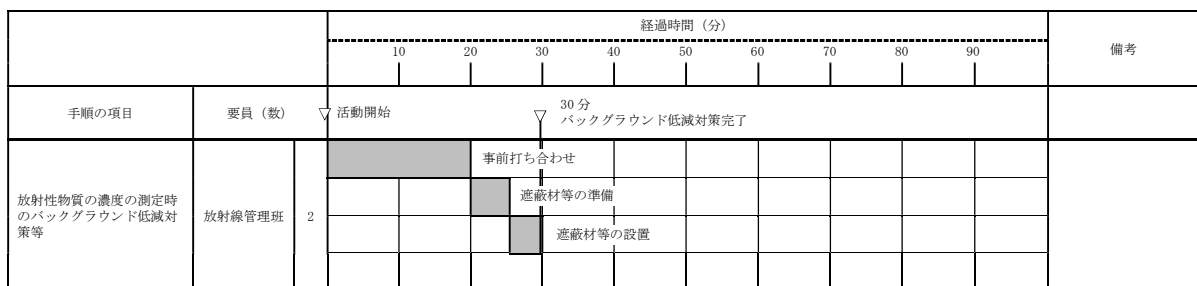 経過時間（分）
備考
10 20 30 40 50 60 70 80 90
手順の項目
要員（数）
▽
活動開始
▽
30 分
バックグラウンド低減対策完了
放射性物質の濃度の測定時
のバックグラウンド低減対
策等
放射線管理班
2
事前打ち合わせ
遮蔽材等の準備
遮蔽材等の設置